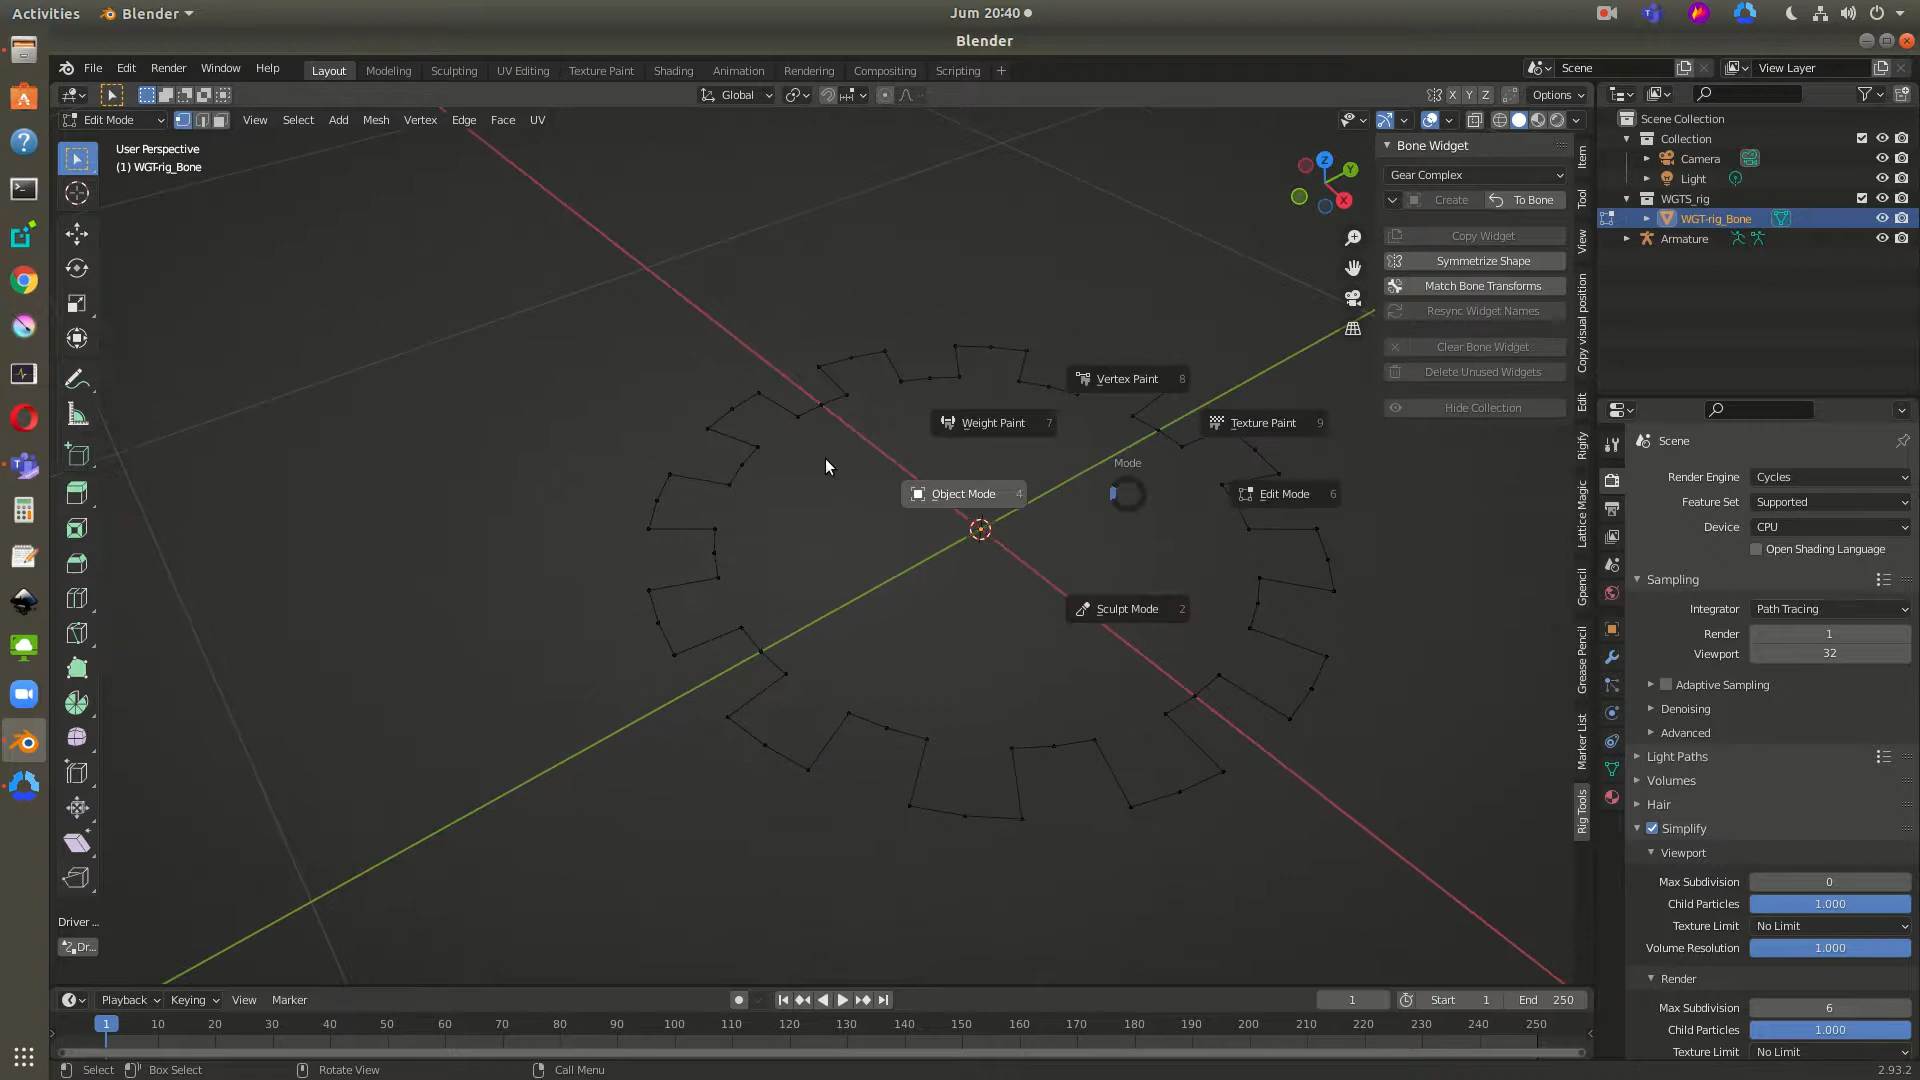 Activities Blender Jum 20:40
Blender
File Edit Render Window Help Layout Modeling Sculpting UV Editing Texture Paint Shading Animation Rendering Compositing Scripting + Scene View Layer
Global X Y Z Options
Edit Mode View Select Add Mesh Vertex Edge Face UV
User Perspective
(1) WGT-rig_Bone
Z
Y
X
Bone Widget
Gear Complex
Create To Bone
Copy Widget
Symmetrize Shape
Match Bone Transforms
Resync Widget Names
Clear Bone Widget
Delete Unused Widgets
Hide Collection
Item
Tool
View
Copy visual position
Edit
Rigify
Lattice Magic
Gpencil
Grease Pencil
Marker List
Rig Tools
Vertex Paint 8
Weight Paint 7
Texture Paint 9
Mode
Object Mode 4
Edit Mode 6
Sculpt Mode 2
Driver ...
Dr...
Scene Collection
Collection
Camera
Light
WGTS_rig
WGT-rig_Bone
Armature
Scene
Render Engine Cycles
Feature Set Supported
Device CPU
Open Shading Language
Sampling
Integrator Path Tracing
Render 1
Viewport 32
Adaptive Sampling
Denoising
Advanced
Light Paths
Volumes
Hair
Simplify
Viewport
Max Subdivision 0
Child Particles 1.000
Texture Limit No Limit
Volume Resolution 1.000
Render
Max Subdivision 6
Child Particles 1.000
Texture Limit No Limit
Playback Keying View Marker 1 Start 1 End 250
1 10 20 30 40 50 60 70 80 90 100 110 120 130 140 150 160 170 180 190 200 210 220 230 240 250
Select Box Select Rotate View Call Menu 2.93.2